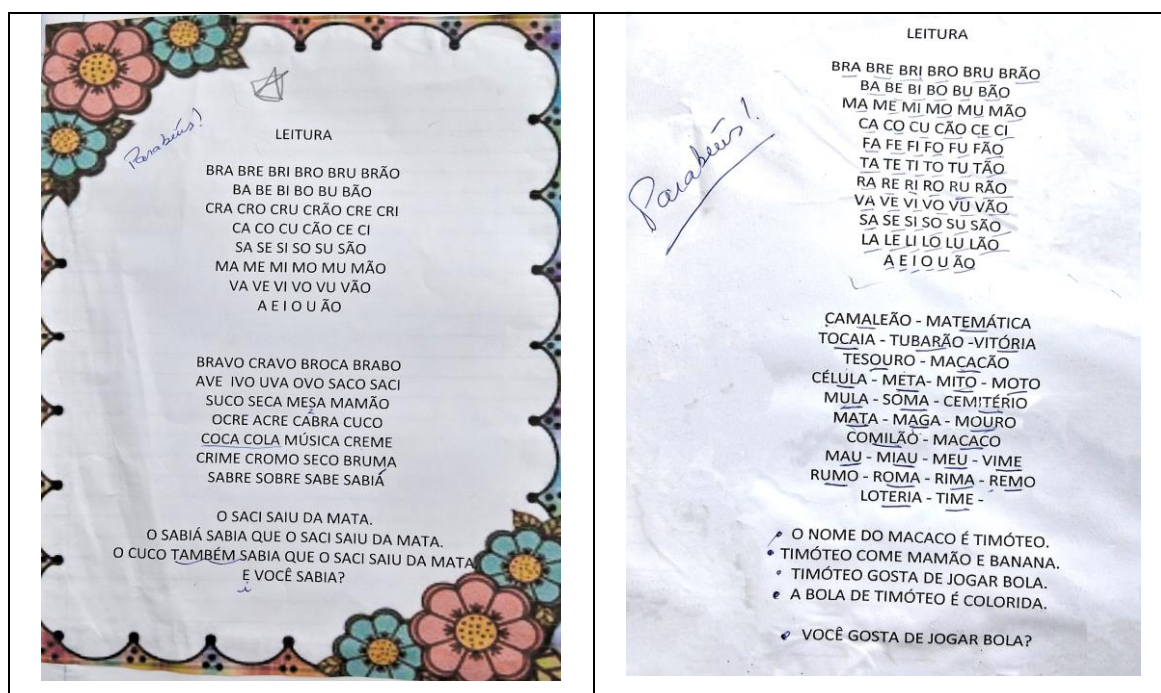 Parabéns!
LEITURA
BRA BRE BRI BRO BRU BRÃO
BA BE BI BO BU BÃO
CRA CRO CRU CRÃO CRE CRI
CA CO CU CÃO CE CI
SA SE SI SO SU SÃO
MA ME MI MO MU MÃO
VA VE VI VO VU VÃO
A E I O U ÃO
BRAVO CRAVO BROCA BRABO
AVE IVO UVA OVO SACO SACI
SUCO SECA MESA MAMÃO
OCRE ACRE CABRA CUCO
COCA COLA MÚSICA CREME
CRIME CROMO SECO BRUMA
SABRE SOBRE SABE SABIÁ
O SACI SAIU DA MATA.
O SABIÁ SABIA QUE O SACI SAIU DA MATA.
O CUCO TAMBÉM SABIA QUE O SACI SAIU DA MATA
E VOCÊ SABIA?
i
LEITURA
BRA BRE BRI BRO BRU BRÃO
BA BE BI BO BU BÃO
MA ME MI MO MU MÃO
CA CO CU CÃO CE CI
FA FE FI FO FU FÃO
TA TE TI TO TU TÃO
RA RE RI RO RU RÃO
VA VE VI VO VU VÃO
SA SE SI SO SU SÃO
LA LE LI LO LU LÃO
A E I O U ÃO
Parabéns!
CAMALEÃO - MATEMÁTICA
TOCAIA - TUBARÃO -VITÓRIA
TESOURO - MACACÃO
CÉLULA - META- MITO - MOTO
MULA - SOMA - CEMITÉRIO
MATA - MAGA - MOURO
COMILÃO - MACACO
MAU - MIAU - MEU - VIME
RUMO - ROMA - RIMA - REMO
LOTERIA - TIME -
O NOME DO MACACO É TIMÓTEO.
TIMÓTEO COME MAMÃO E BANANA.
TIMÓTEO GOSTA DE JOGAR BOLA.
A BOLA DE TIMÓTEO É COLORIDA.
VOCÊ GOSTA DE JOGAR BOLA?